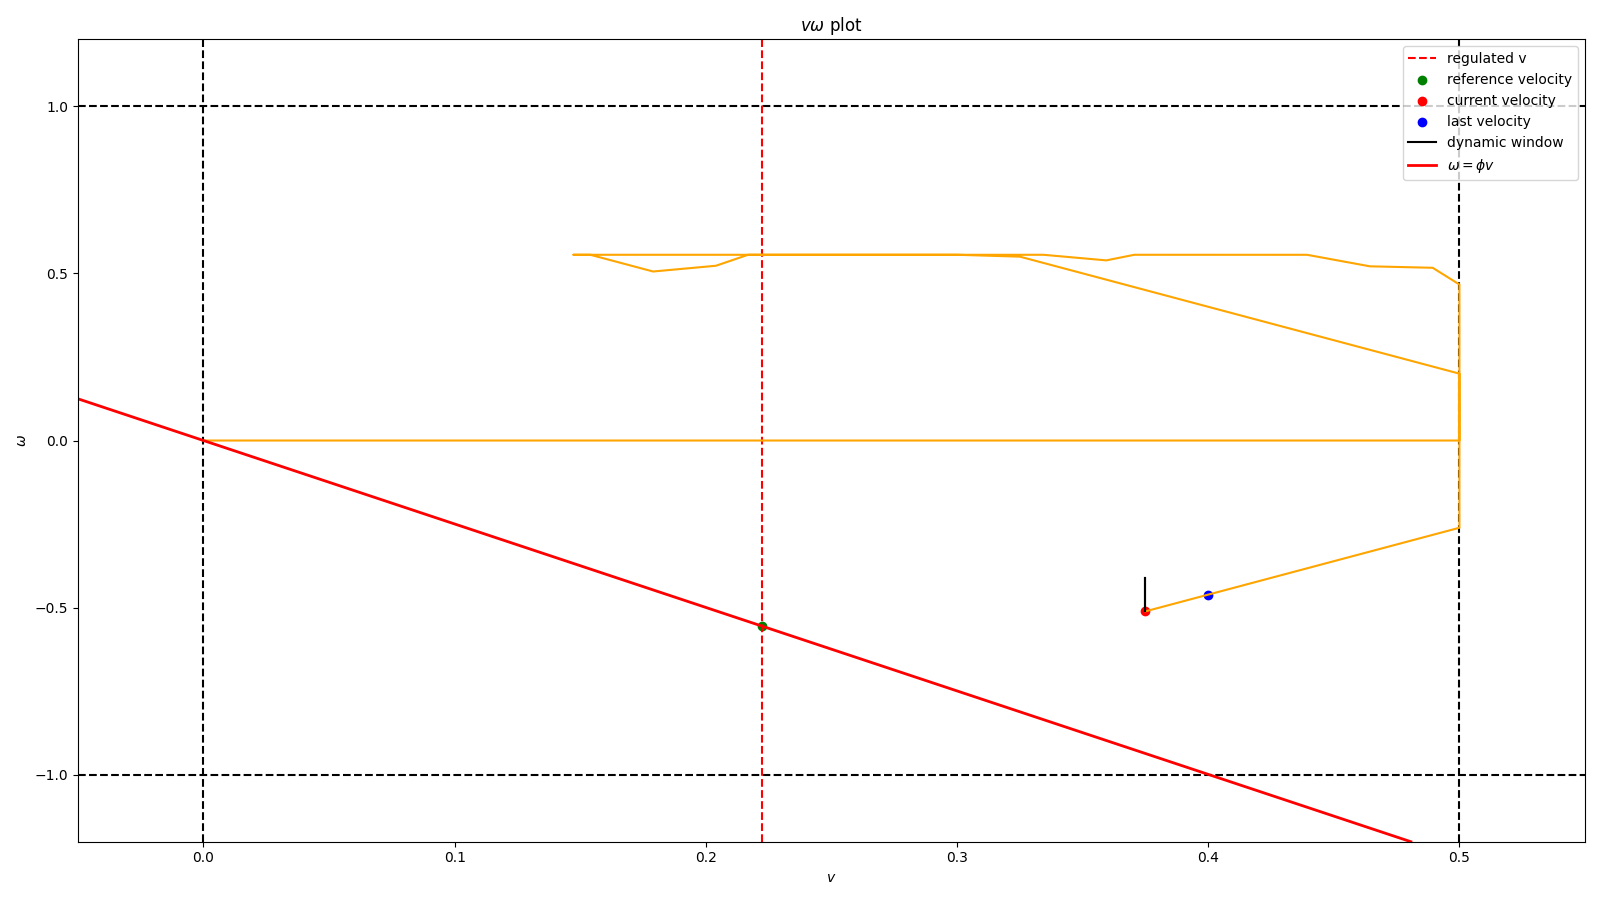 vω plot
regulated v
reference velocity
current velocity
last velocity
dynamic window
ω = ϕv
1.0
0.5
0.0
−0.5
−1.0
ω
0.0 0.1 0.2 0.3 0.4 0.5
v